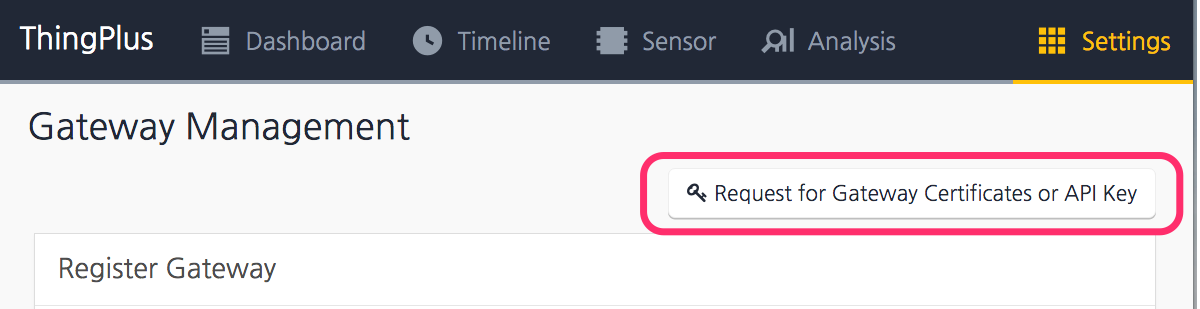 ThingPlus Dashboard Timeline Sensor Analysis Settings
Gateway Management
Request for Gateway Certificates or API Key
Register Gateway